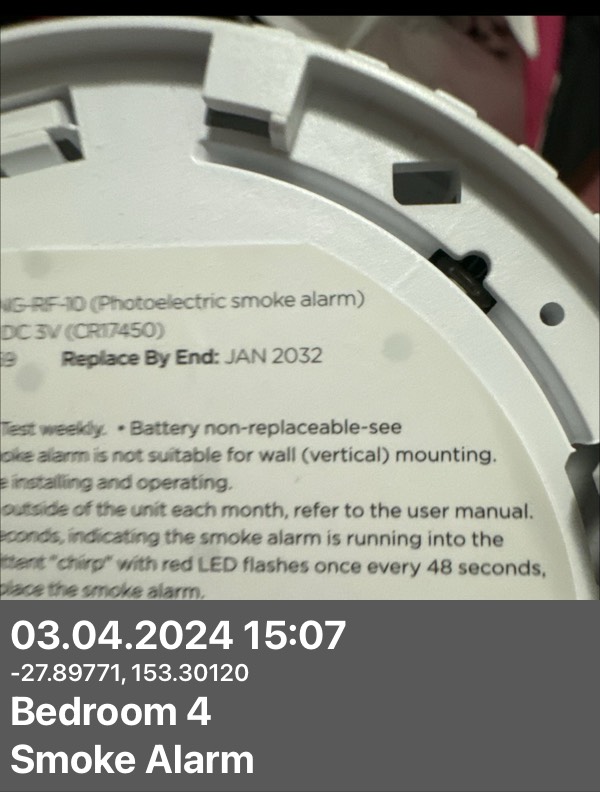 NG-RF-10 (Photoelectric smoke alarm)
DC 3V (CR17450)
59 Replace By End: JAN 2032
Test weekly. • Battery non-replaceable-see
oke alarm is not suitable for wall (vertical) mounting.
e installing and operating.
outside of the unit each month, refer to the user manual.
econds, indicating the smoke alarm is running into the
ittent "chirp" with red LED flashes once every 48 seconds,
place the smoke alarm.
03.04.2024 15:07
-27.89771, 153.30120
Bedroom 4
Smoke Alarm